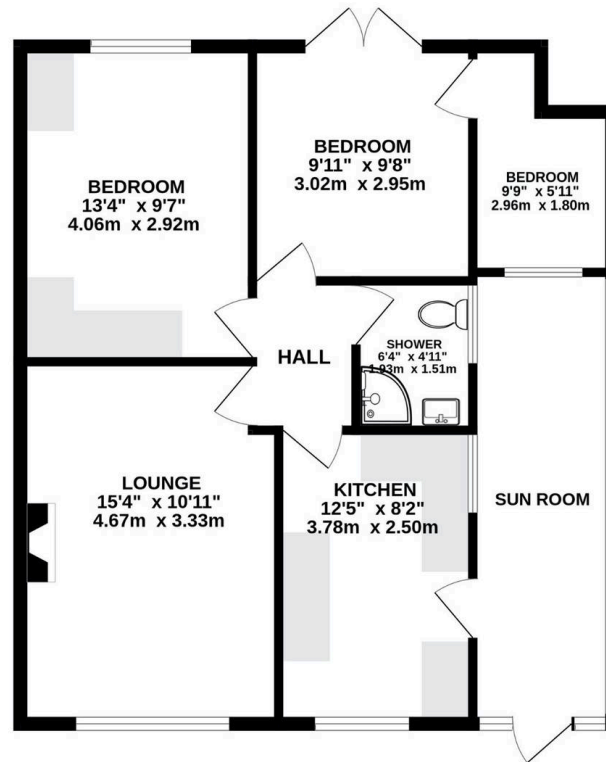 BEDROOM
13'4" x 9'7"
4.06m x 2.92m
BEDROOM
9'11" x 9'8"
3.02m x 2.95m
BEDROOM
9'9" x 5'11"
2.96m x 1.80m
HALL
SHOWER
6'4" x 4'11"
1.93m x 1.51m
LOUNGE
15'4" x 10'11"
4.67m x 3.33m
KITCHEN
12'5" x 8'2"
3.78m x 2.50m
SUN ROOM